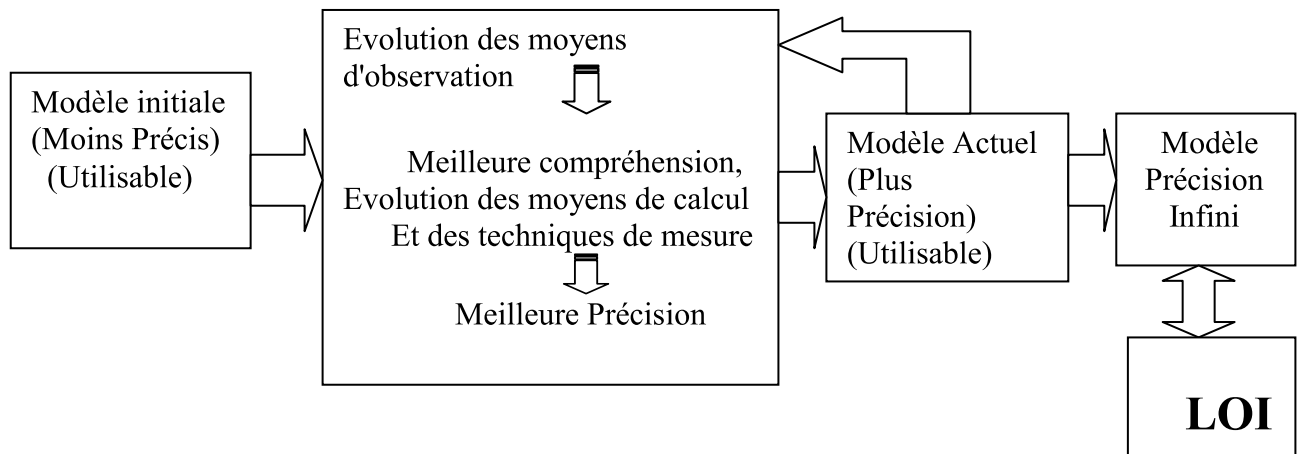 Modèle initiale
(Moins Précis)
(Utilisable)
Evolution des moyens
d'observation
Meilleure compréhension,
Evolution des moyens de calcul
Et des techniques de mesure
Meilleure Précision
Modèle Actuel
(Plus
Précision)
(Utilisable)
Modèle
Précision
Infini
LOI